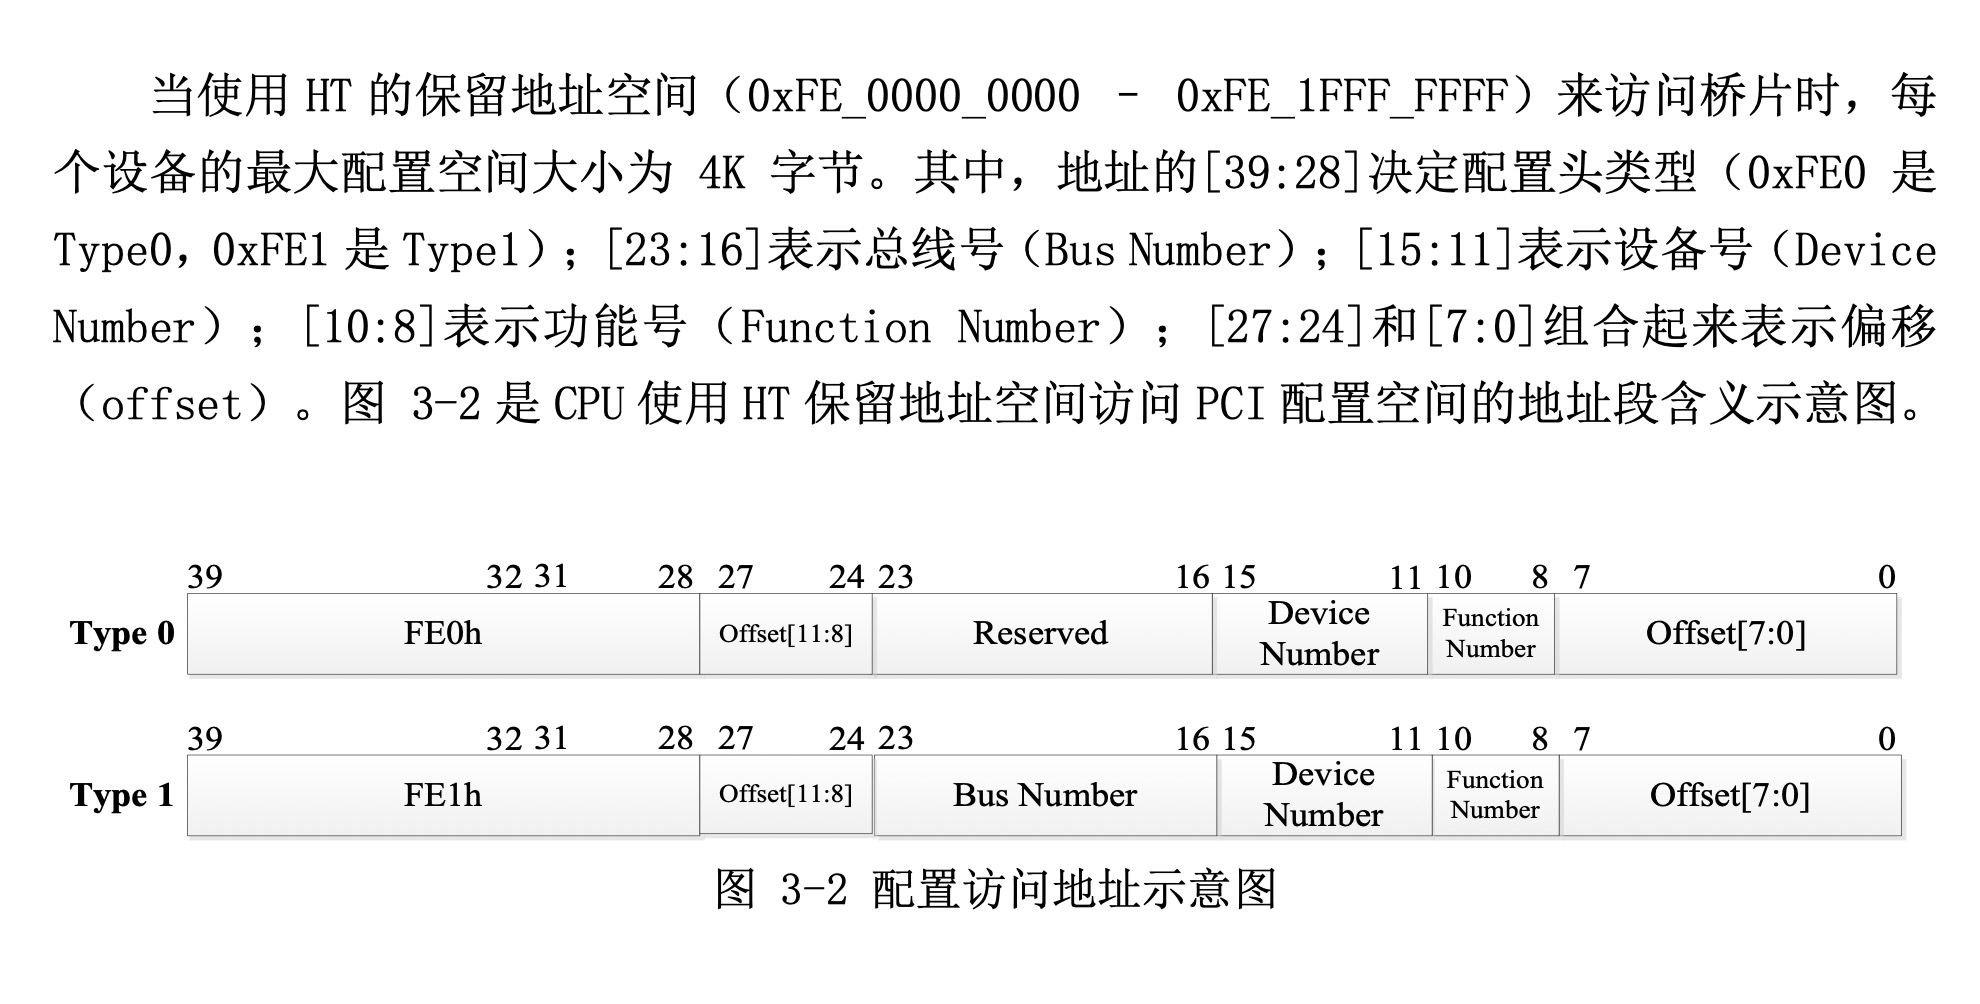 当使用 HT 的保留地址空间（0xFE_0000_0000 - 0xFE_1FFF_FFFF）来访问桥片时，每
个设备的最大配置空间大小为 4K 字节。其中，地址的[39:28]决定配置头类型（0xFE0 是
Type0，0xFE1 是 Type1）；[23:16]表示总线号（Bus Number）；[15:11]表示设备号（Device
Number）；[10:8]表示功能号（Function Number）；[27:24]和[7:0]组合起来表示偏移
（offset）。图 3-2 是 CPU 使用 HT 保留地址空间访问 PCI 配置空间的地址段含义示意图。
39 32 31 28 27 24 23 16 15 11 10 8 7 0
Type 0 FE0h Offset[11:8] Reserved Device Number Function Number Offset[7:0]
39 32 31 28 27 24 23 16 15 11 10 8 7 0
Type 1 FE1h Offset[11:8] Bus Number Device Number Function Number Offset[7:0]
图 3-2 配置访问地址示意图